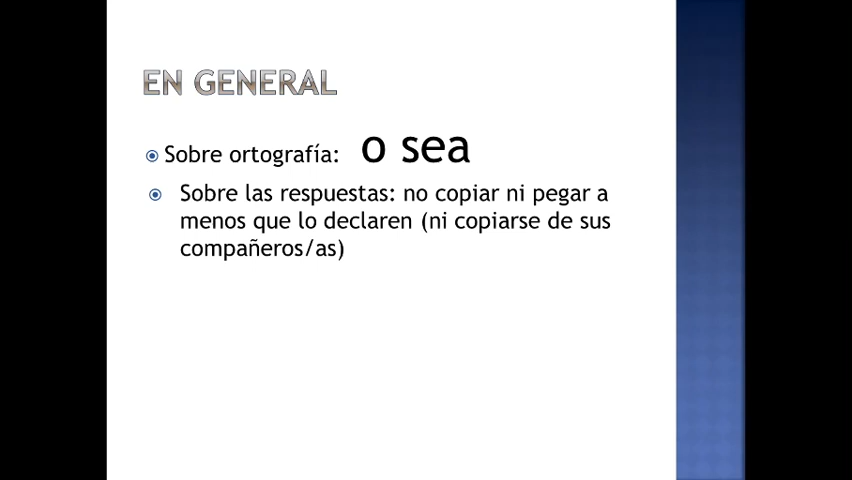 EN GENERAL
Sobre ortografía: o sea
Sobre las respuestas: no copiar ni pegar a
menos que lo declaren (ni copiarse de sus
compañeros/as)